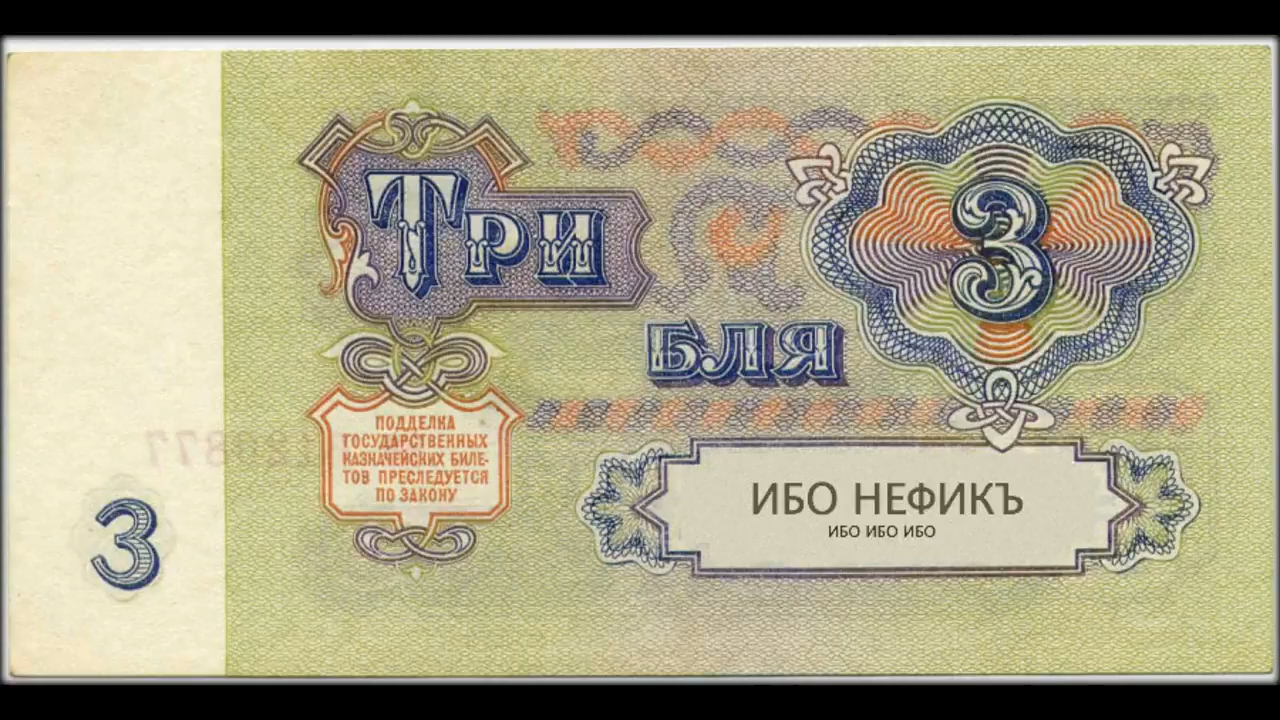 Три
3
БЛЯ
ПОДДЕЛКА
ГОСУДАРСТВЕННЫХ
КАЗНАЧЕЙСКИХ БИЛЕ-
ТОВ ПРЕСЛЕДУЕТСЯ
ПО ЗАКОНУ
3
ИБО НЕФИКЪ
ИБО ИБО ИБО